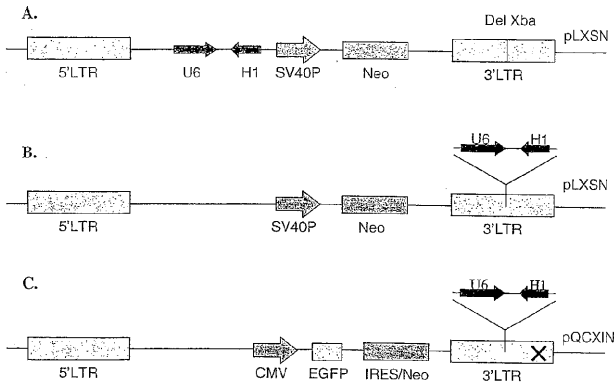 A.
Del Xba
pLXSN
5'LTR U6 H1 SV40P Neo 3'LTR
U6 H1
B.
pLXSN
5'LTR SV40P Neo 3'LTR
U6 H1
C.
pQCXIN
5'LTR CMV EGFP IRES/Neo 3'LTR